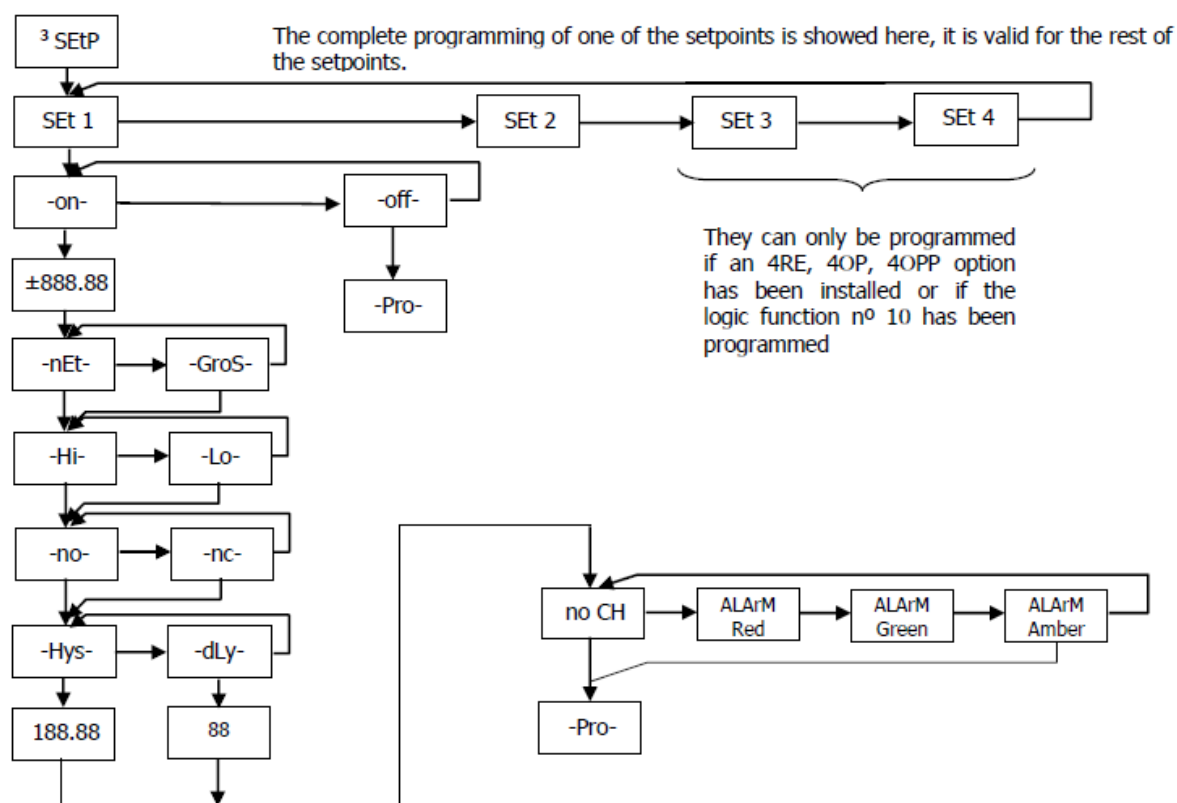 ³ SEtP
The complete programming of one of the setpoints is showed here, it is valid for the rest of
the setpoints.
SEt 1
SEt 2
SEt 3
SEt 4
-on-
-off-
They can only be programmed
if an 4RE, 4OP, 4OPP option
has been installed or if the
logic function nº 10 has been
programmed
±888.88
-Pro-
-nEt-
-GroS-
-Hi-
-Lo-
-no-
-nc-
no CH
ALArM
Red
ALArM
Green
ALArM
Amber
-Hys-
-dLy-
188.88
88
-Pro-